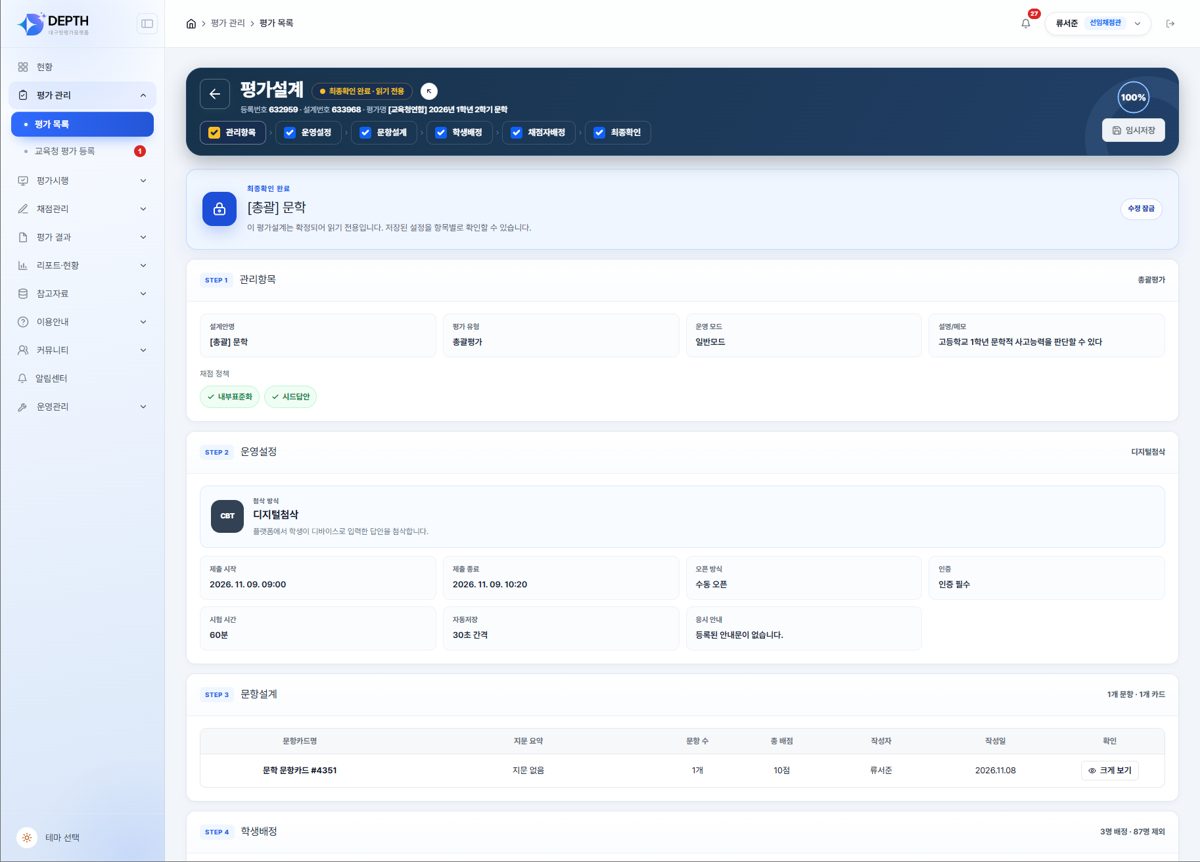 DEPTH
대구형평가플랫폼
현황
평가 관리
평가 목록
교육청 평가 등록 1
평가시행
채점관리
평가 결과
리포트·현황
참고자료
이용안내
커뮤니티
알림센터
운영관리
테마 선택
평가 관리 > 평가 목록
27
류서준 선임채점관
평가설계 최종확인 완료 · 읽기 전용
등록번호 632959 · 설계번호 633968 · 평가명 [교육청연합] 2026년 1학년 2학기 문학
관리항목 운영설정 문항설계 학생배정 채점자배정 최종확인
100%
임시저장
최종확인 완료
[총괄] 문학
이 평가설계는 확정되어 읽기 전용입니다. 저장된 설정을 항목별로 확인할 수 있습니다.
수정 잠금
STEP 1 관리항목 총괄평가
설계안명
[총괄] 문학
평가 유형
총괄평가
운영 모드
일반모드
설명/메모
고등학교 1학년 문학적 사고능력을 판단할 수 있다
채점 정책
내부표준화 시드답안
STEP 2 운영설정 디지털첨삭
CBT
첨삭 방식
디지털첨삭
플랫폼에서 학생이 디바이스로 입력한 답안을 첨삭합니다.
제출 시작
2026. 11. 09. 09:00
제출 종료
2026. 11. 09. 10:20
오픈 방식
수동 오픈
인증
인증 필수
시험 시간
60분
자동저장
30초 간격
응시 안내
등록된 안내문이 없습니다.
STEP 3 문항설계 1개 문항 · 1개 카드
문항카드명 지문 요약 문항 수 총 배점 작성자 작성일 확인
문학 문항카드 #4351 지문 없음 1개 10점 류서준 2026.11.08 크게 보기
STEP 4 학생배정 3명 배정 · 87명 제외